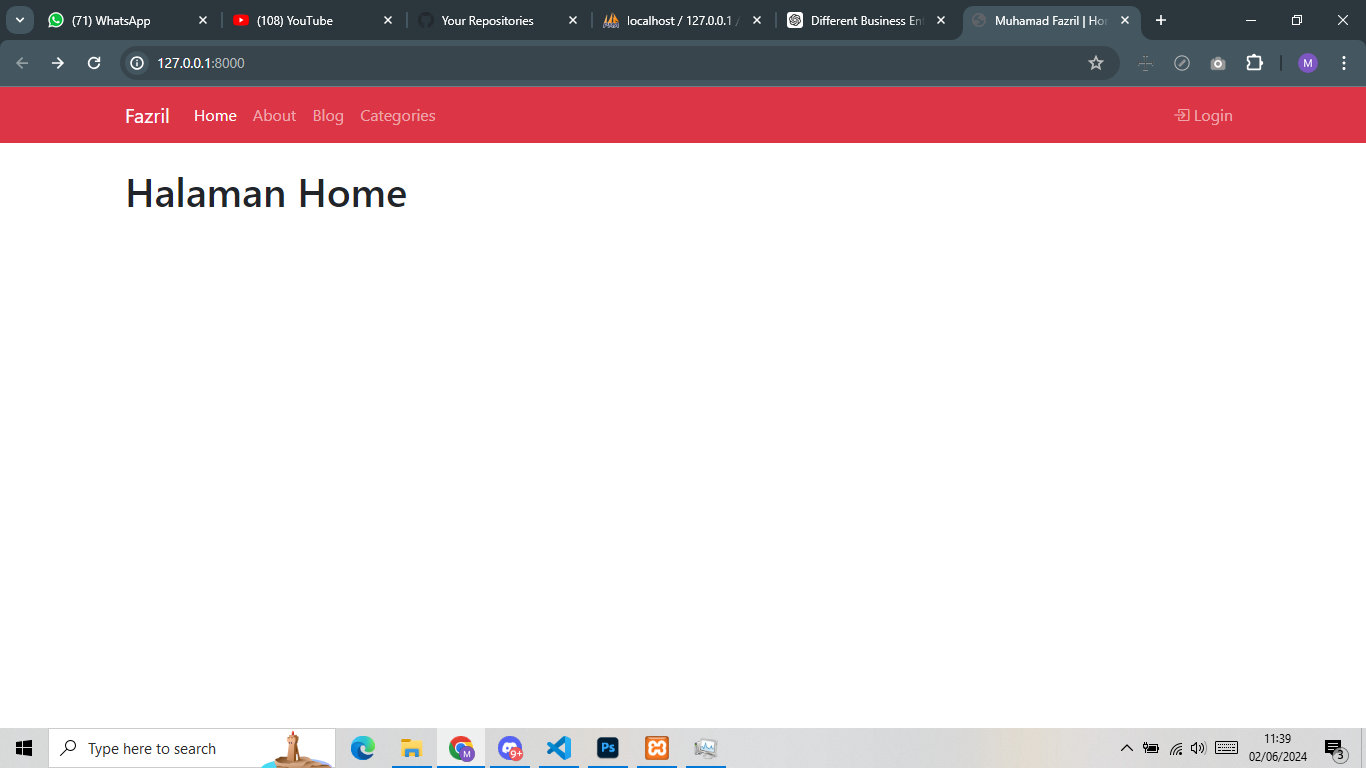 (71) WhatsApp
(108) YouTube
Your Repositories
localhost / 127.0.0.1 /
Different Business En
Muhamad Fazril | Hor
127.0.0.1:8000
M
Fazril
Home
About
Blog
Categories
Login
Halaman Home
Type here to search
M
9+
Ps
11:39
02/06/2024
3